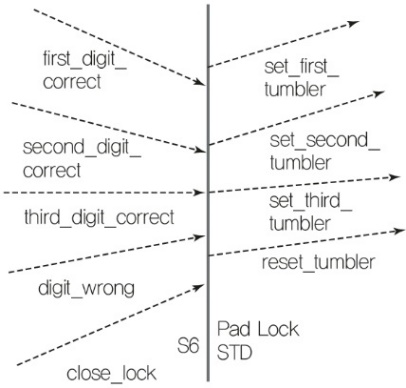 first_digit_
correct
set_first_
tumbler
second_digit_
correct
set_second_
tumbler
third_digit_correct
set_third_
tumbler
digit_wrong
reset_tumbler
S6
Pad Lock
STD
close_lock